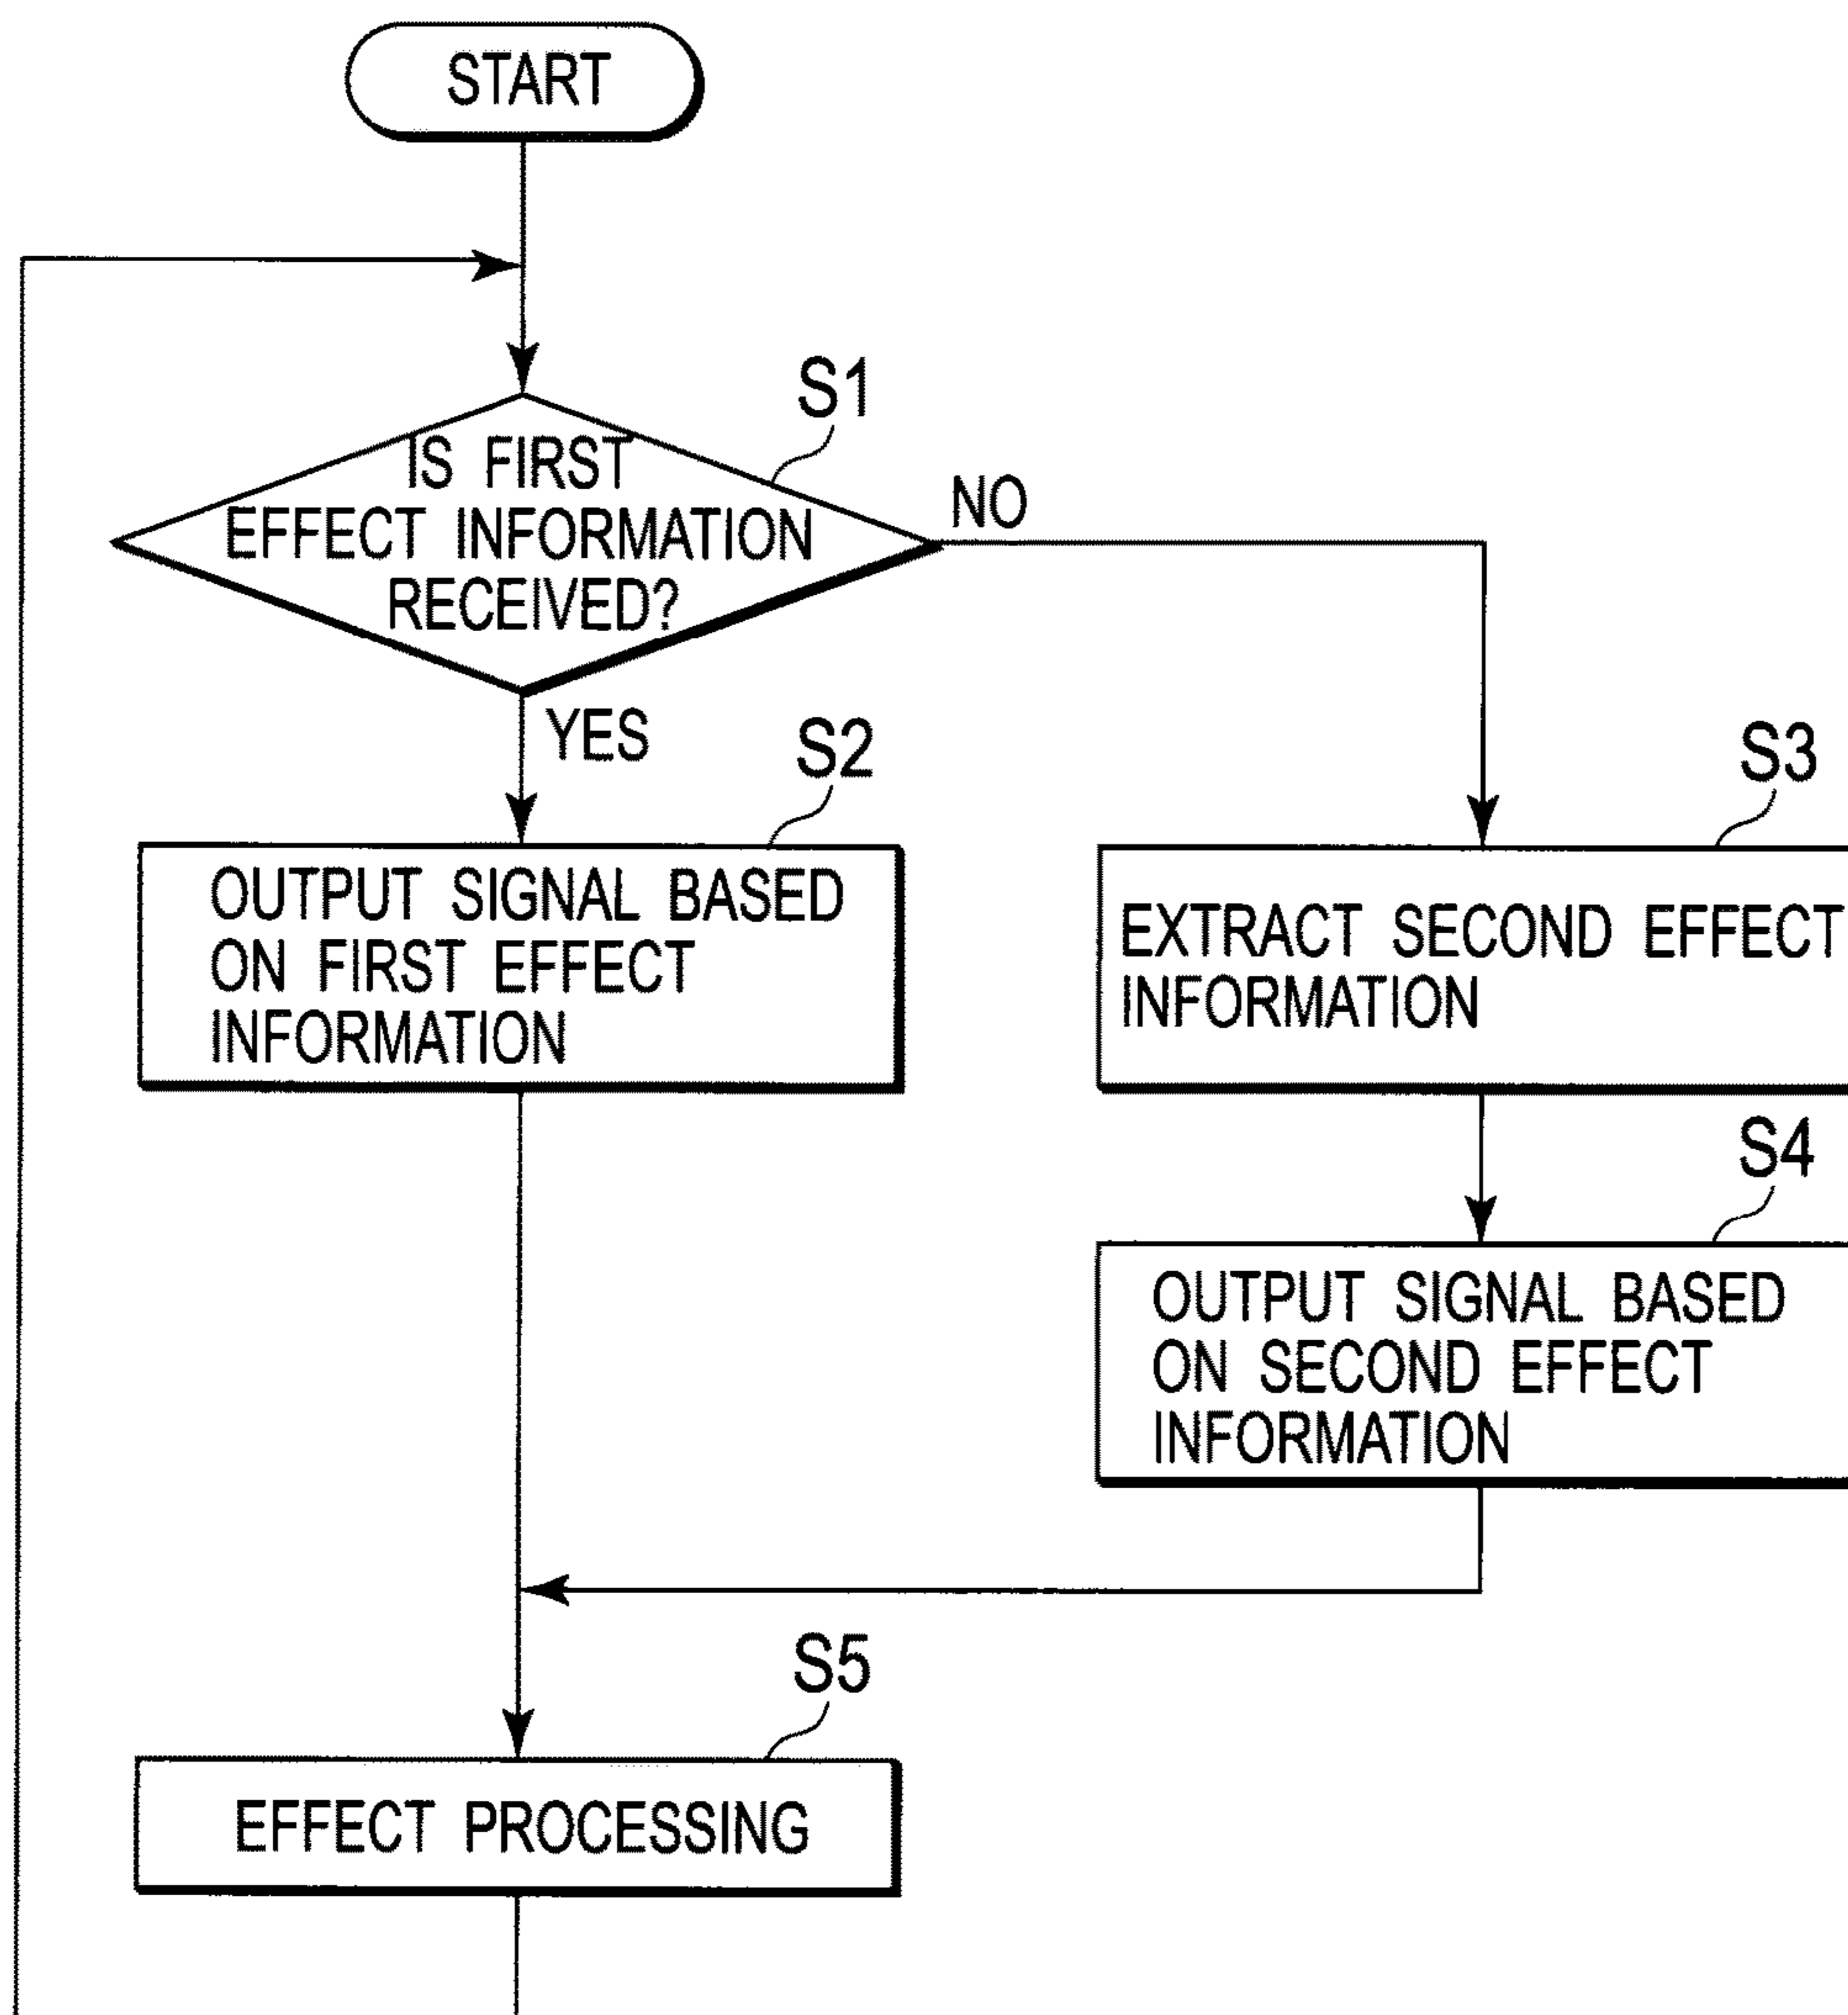 START
S1
IS FIRST
EFFECT INFORMATION
RECEIVED?
NO
YES
S2
OUTPUT SIGNAL BASED
ON FIRST EFFECT
INFORMATION
S3
EXTRACT SECOND EFFECT
INFORMATION
S4
OUTPUT SIGNAL BASED
ON SECOND EFFECT
INFORMATION
S5
EFFECT PROCESSING